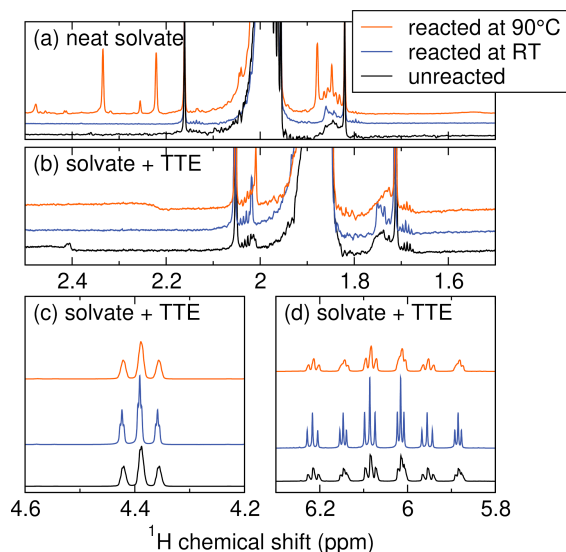 (a) neat solvate
reacted at 90°C
reacted at RT
unreacted
(b) solvate + TTE
2.4 2.2 2 1.8 1.6
(c) solvate + TTE
(d) solvate + TTE
4.6 4.4 4.2
6.2 6 5.8
¹H chemical shift (ppm)